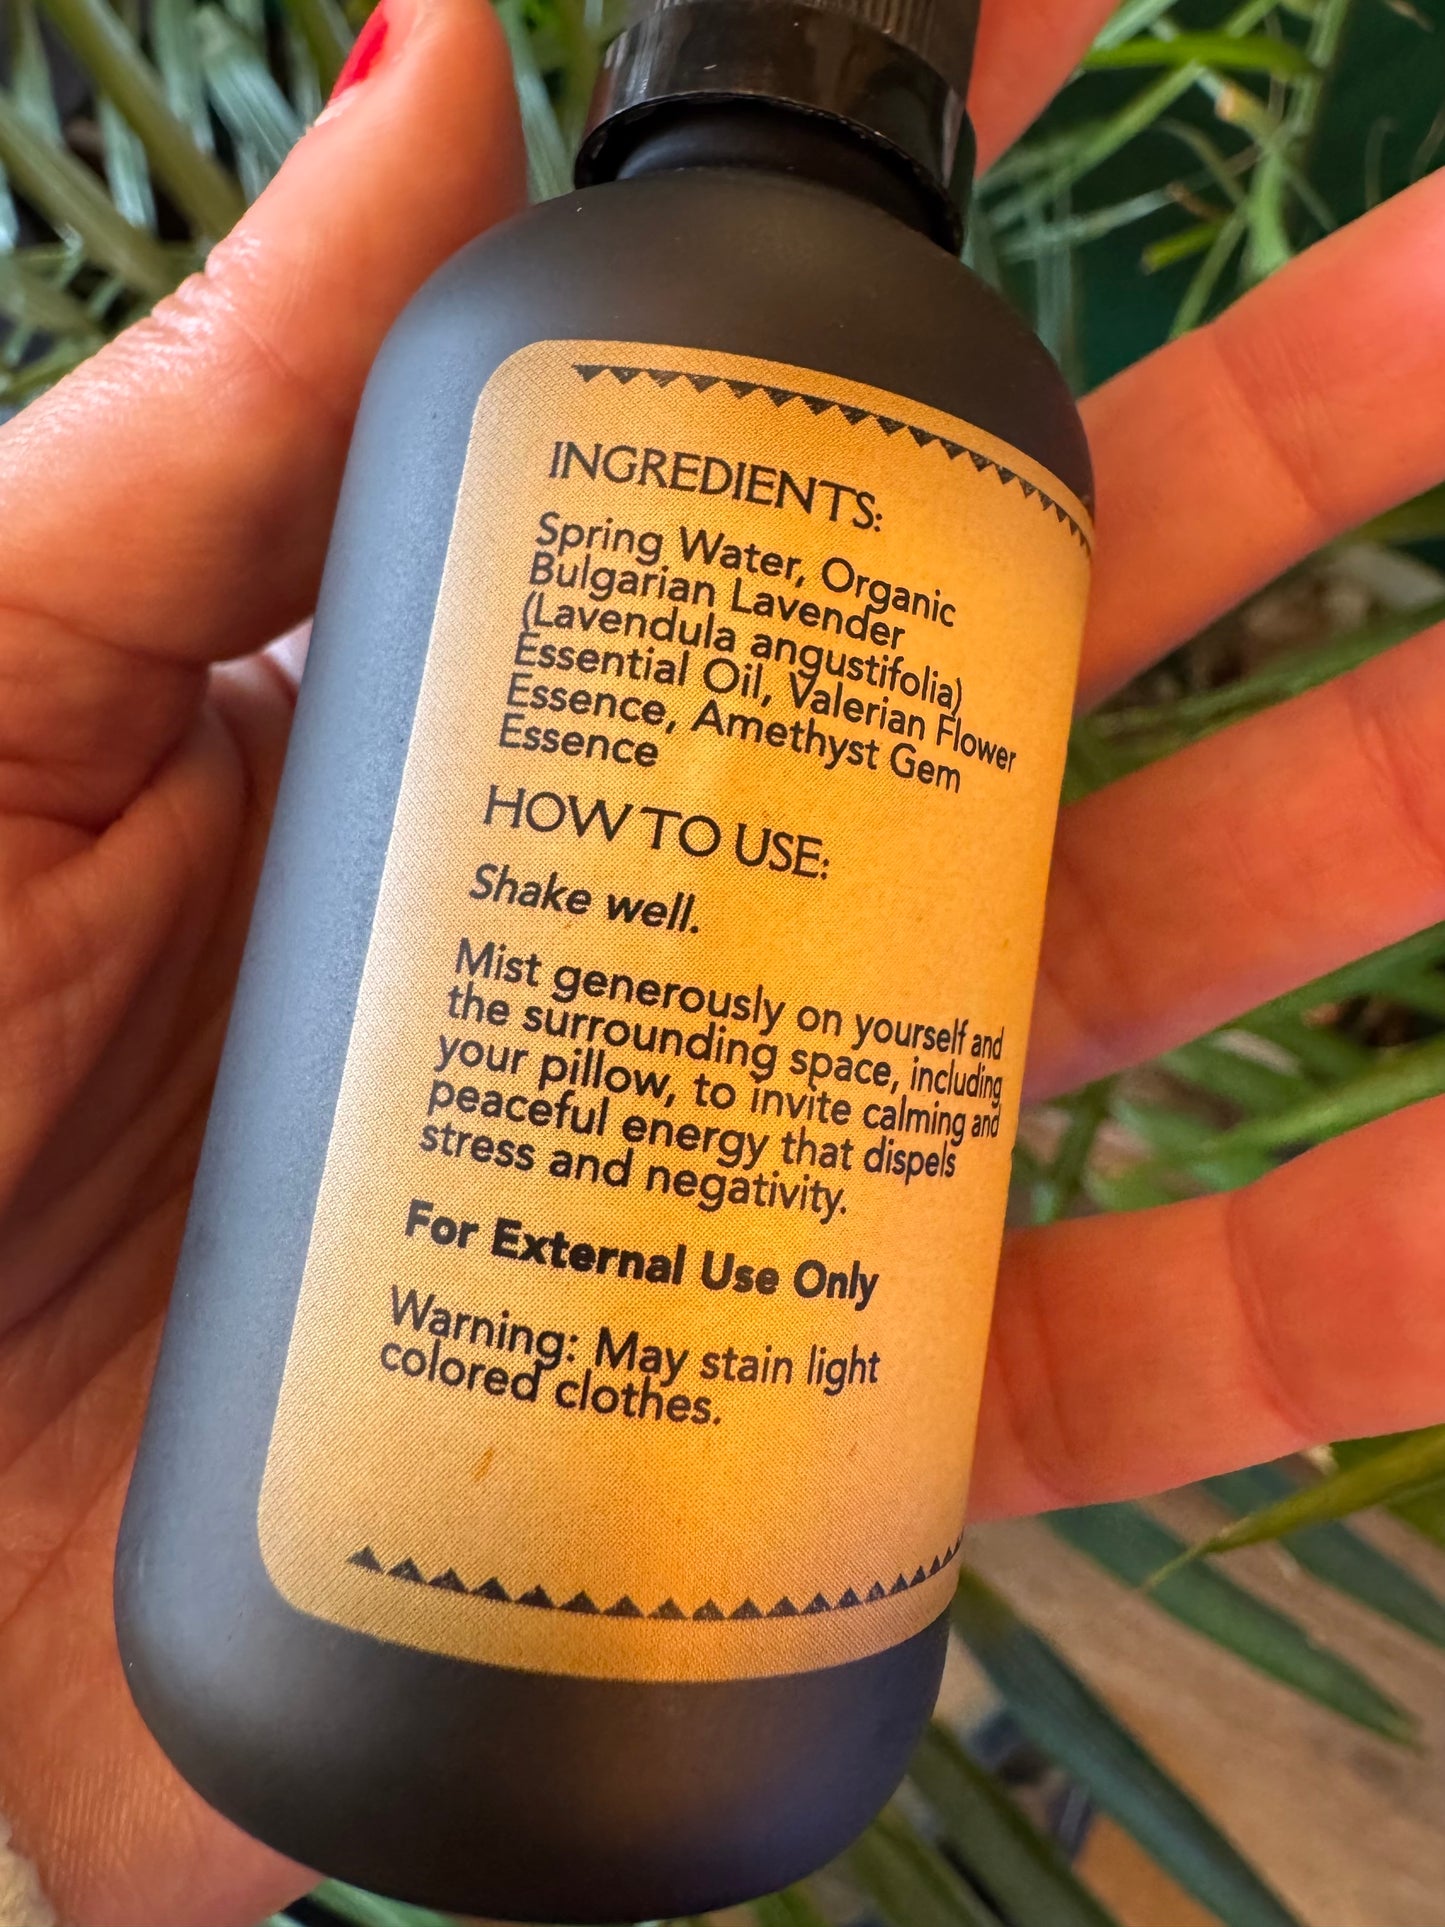 INGREDIENTS:
Spring Water, Organic
Bulgarian Lavender
(Lavendula angustifolia)
Essential Oil, Valerian Flower
Essence, Amethyst Gem
Essence
HOW TO USE:
Shake well.
Mist generously on yourself and
the surrounding space, including
your pillow, to invite calming and
peaceful energy that dispels
stress and negativity.
For External Use Only
Warning: May stain light
colored clothes.